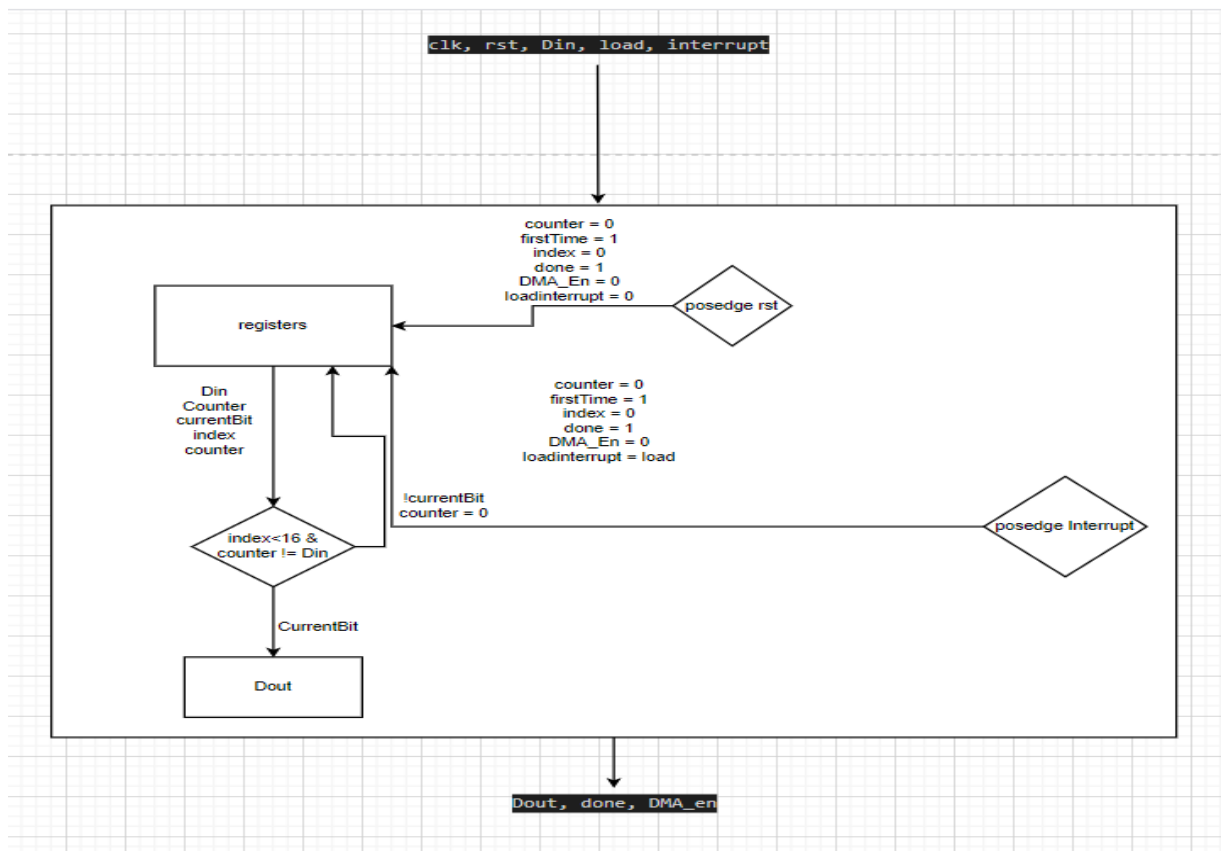 clk, rst, Din, load, interrupt
counter = 0
firstTime = 1
index = 0
done = 1
DMA_En = 0
loadinterrupt = 0
posedge rst
registers
Din
Counter
currentBit
index
counter
counter = 0
firstTime = 1
index = 0
done = 1
DMA_En = 0
loadinterrupt = load
!currentBit
counter = 0
posedge Interrupt
index<16 &
counter != Din
CurrentBit
Dout
Dout, done, DMA_en